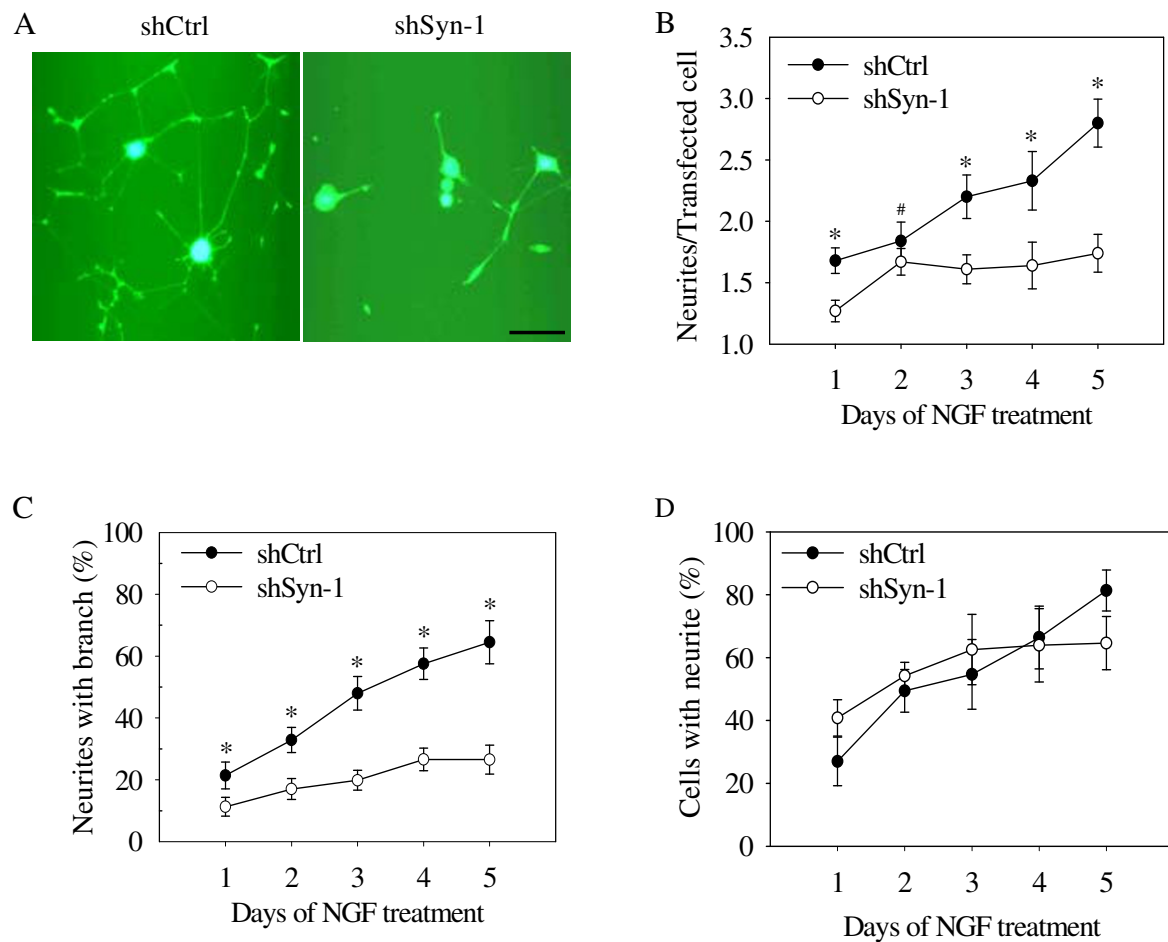 A
shCtrl
shSyn-1
B
3.5
3.0
2.5
2.0
1.5
1.0
Neurites/Transfected cell
shCtrl
shSyn-1
*
#
*
*
*
1 2 3 4 5
Days of NGF treatment
C
100
80
60
40
20
0
Neurites with branch (%)
shCtrl
shSyn-1
*
*
*
*
*
1 2 3 4 5
Days of NGF treatment
D
100
80
60
40
20
0
Cells with neurite (%)
shCtrl
shSyn-1
1 2 3 4 5
Days of NGF treatment